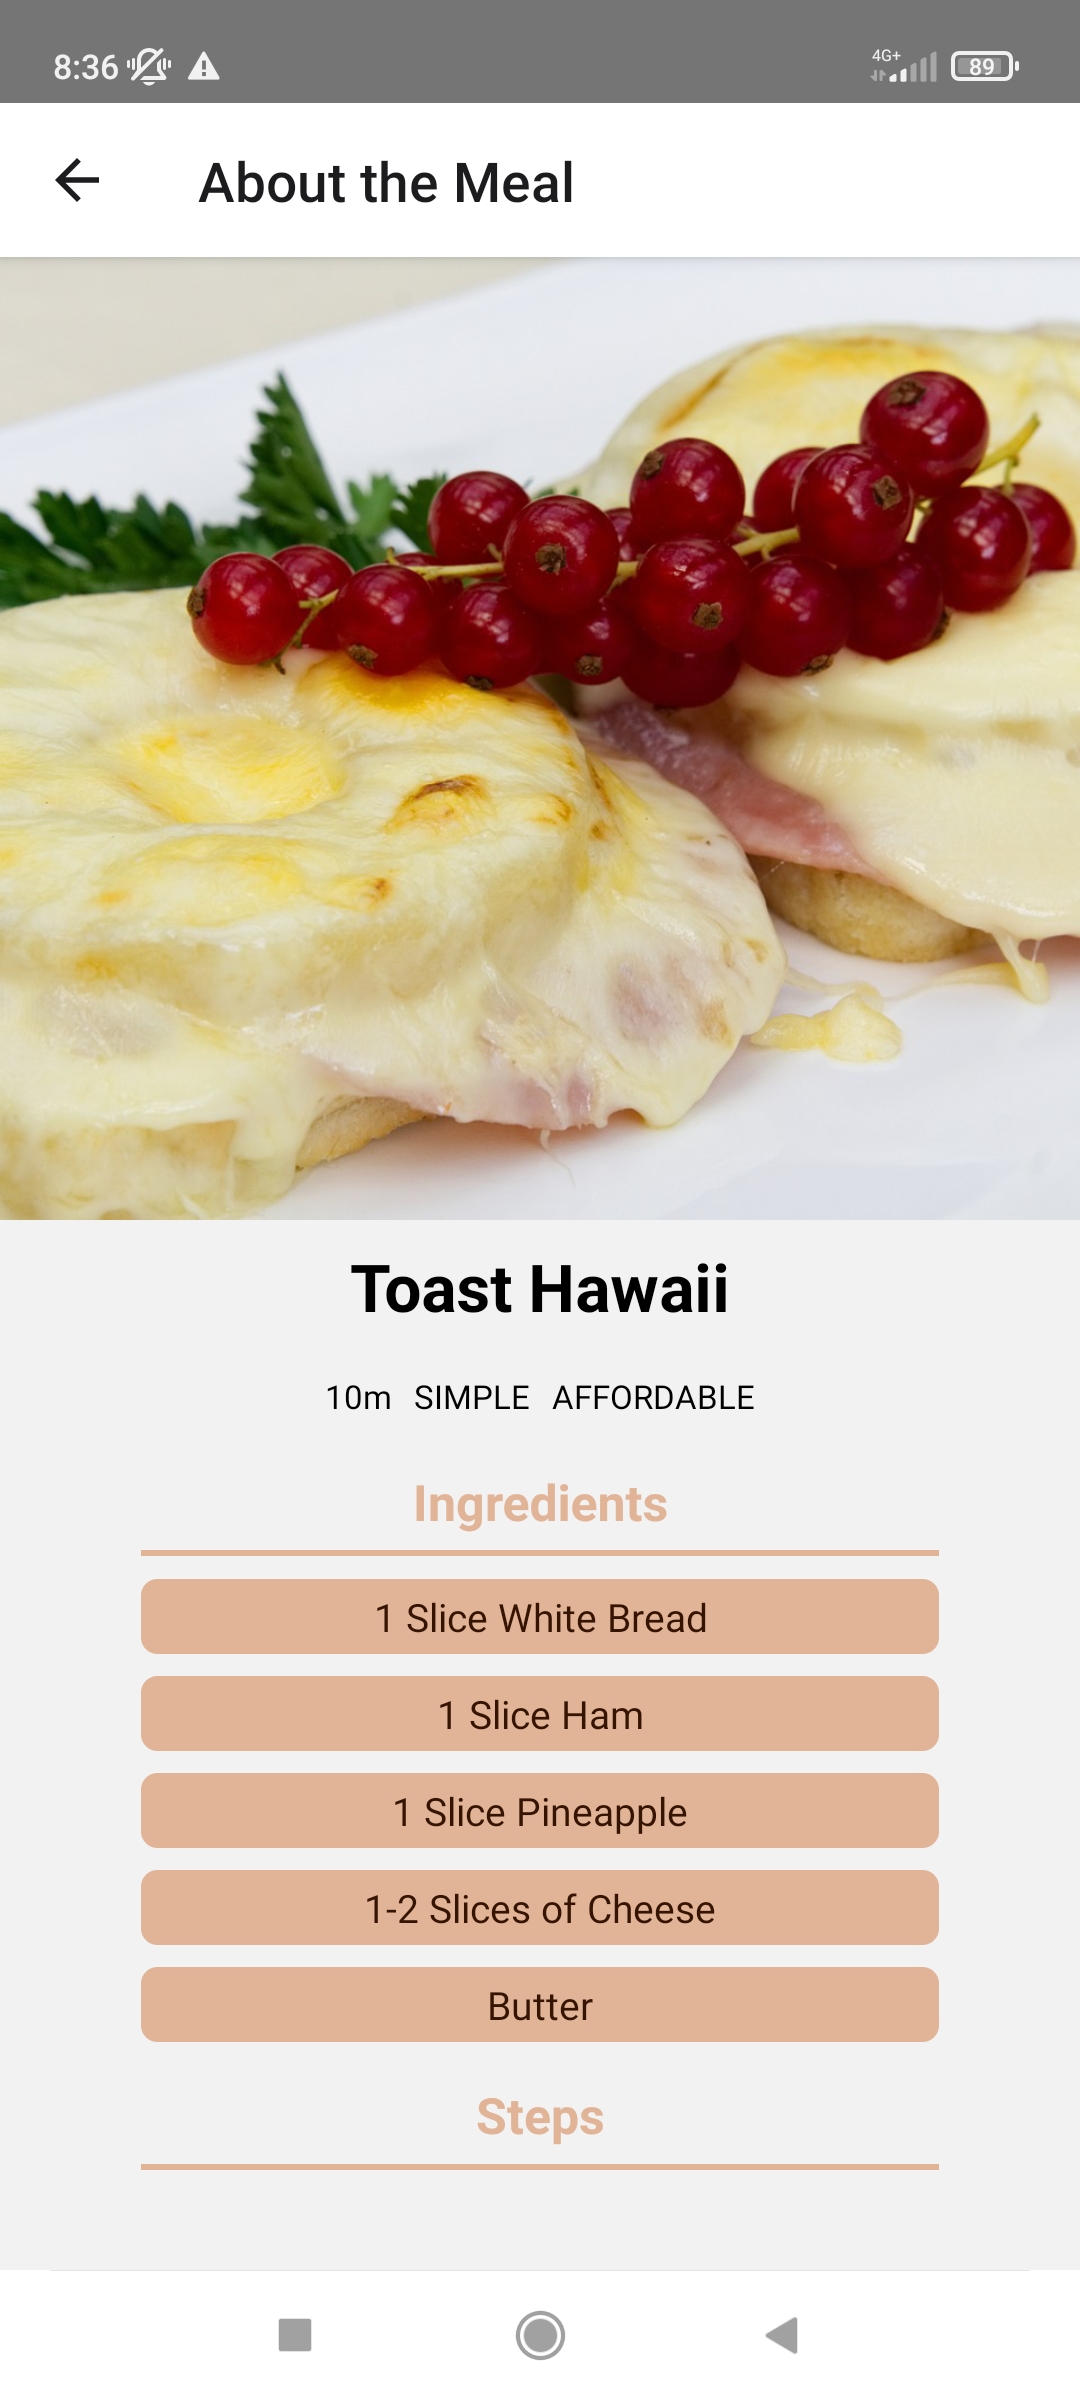 8:36 4G+ 89
About the Meal
Toast Hawaii
10m SIMPLE AFFORDABLE
Ingredients
1 Slice White Bread
1 Slice Ham
1 Slice Pineapple
1-2 Slices of Cheese
Butter
Steps